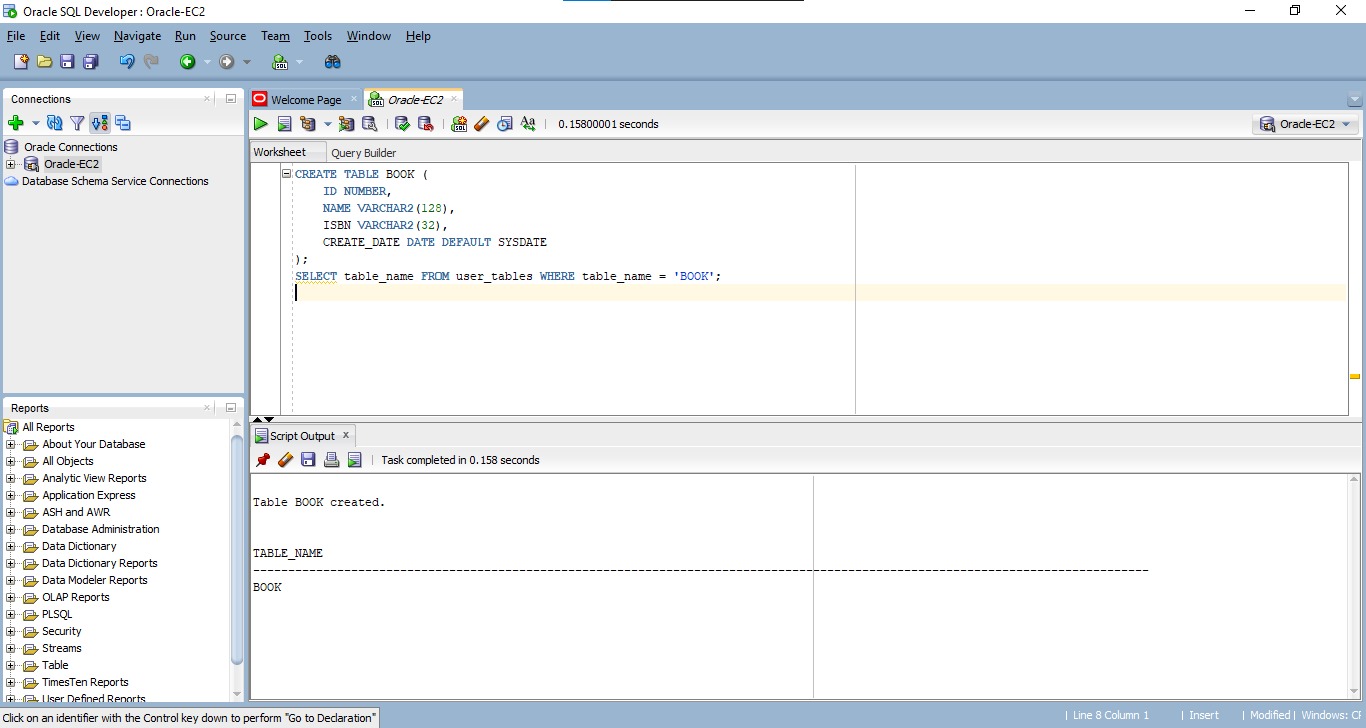 Oracle SQL Developer : Oracle-EC2
File Edit View Navigate Run Source Team Tools Window Help
Connections
Oracle Connections
Oracle-EC2
Database Schema Service Connections
Reports
All Reports
About Your Database
All Objects
Analytic View Reports
Application Express
ASH and AWR
Database Administration
Data Dictionary
Data Dictionary Reports
Data Modeler Reports
OLAP Reports
PLSQL
Security
Streams
Table
TimesTen Reports
User Defined Reports
Welcome Page
Oracle-EC2
SQL
0.15800001 seconds
Oracle-EC2
Worksheet
Query Builder
CREATE TABLE BOOK (
ID NUMBER,
NAME VARCHAR2(128),
ISBN VARCHAR2(32),
CREATE_DATE DATE DEFAULT SYSDATE
);
SELECT table_name FROM user_tables WHERE table_name = 'BOOK';
Script Output x
Task completed in 0.158 seconds
Table BOOK created.
TABLE_NAME
--------------------------------------------------------------------------------------------------------------------------------
BOOK
Click on an identifier with the Control key down to perform "Go to Declaration"
| Line 8 Column 1 | Insert | Modified | Windows: CF